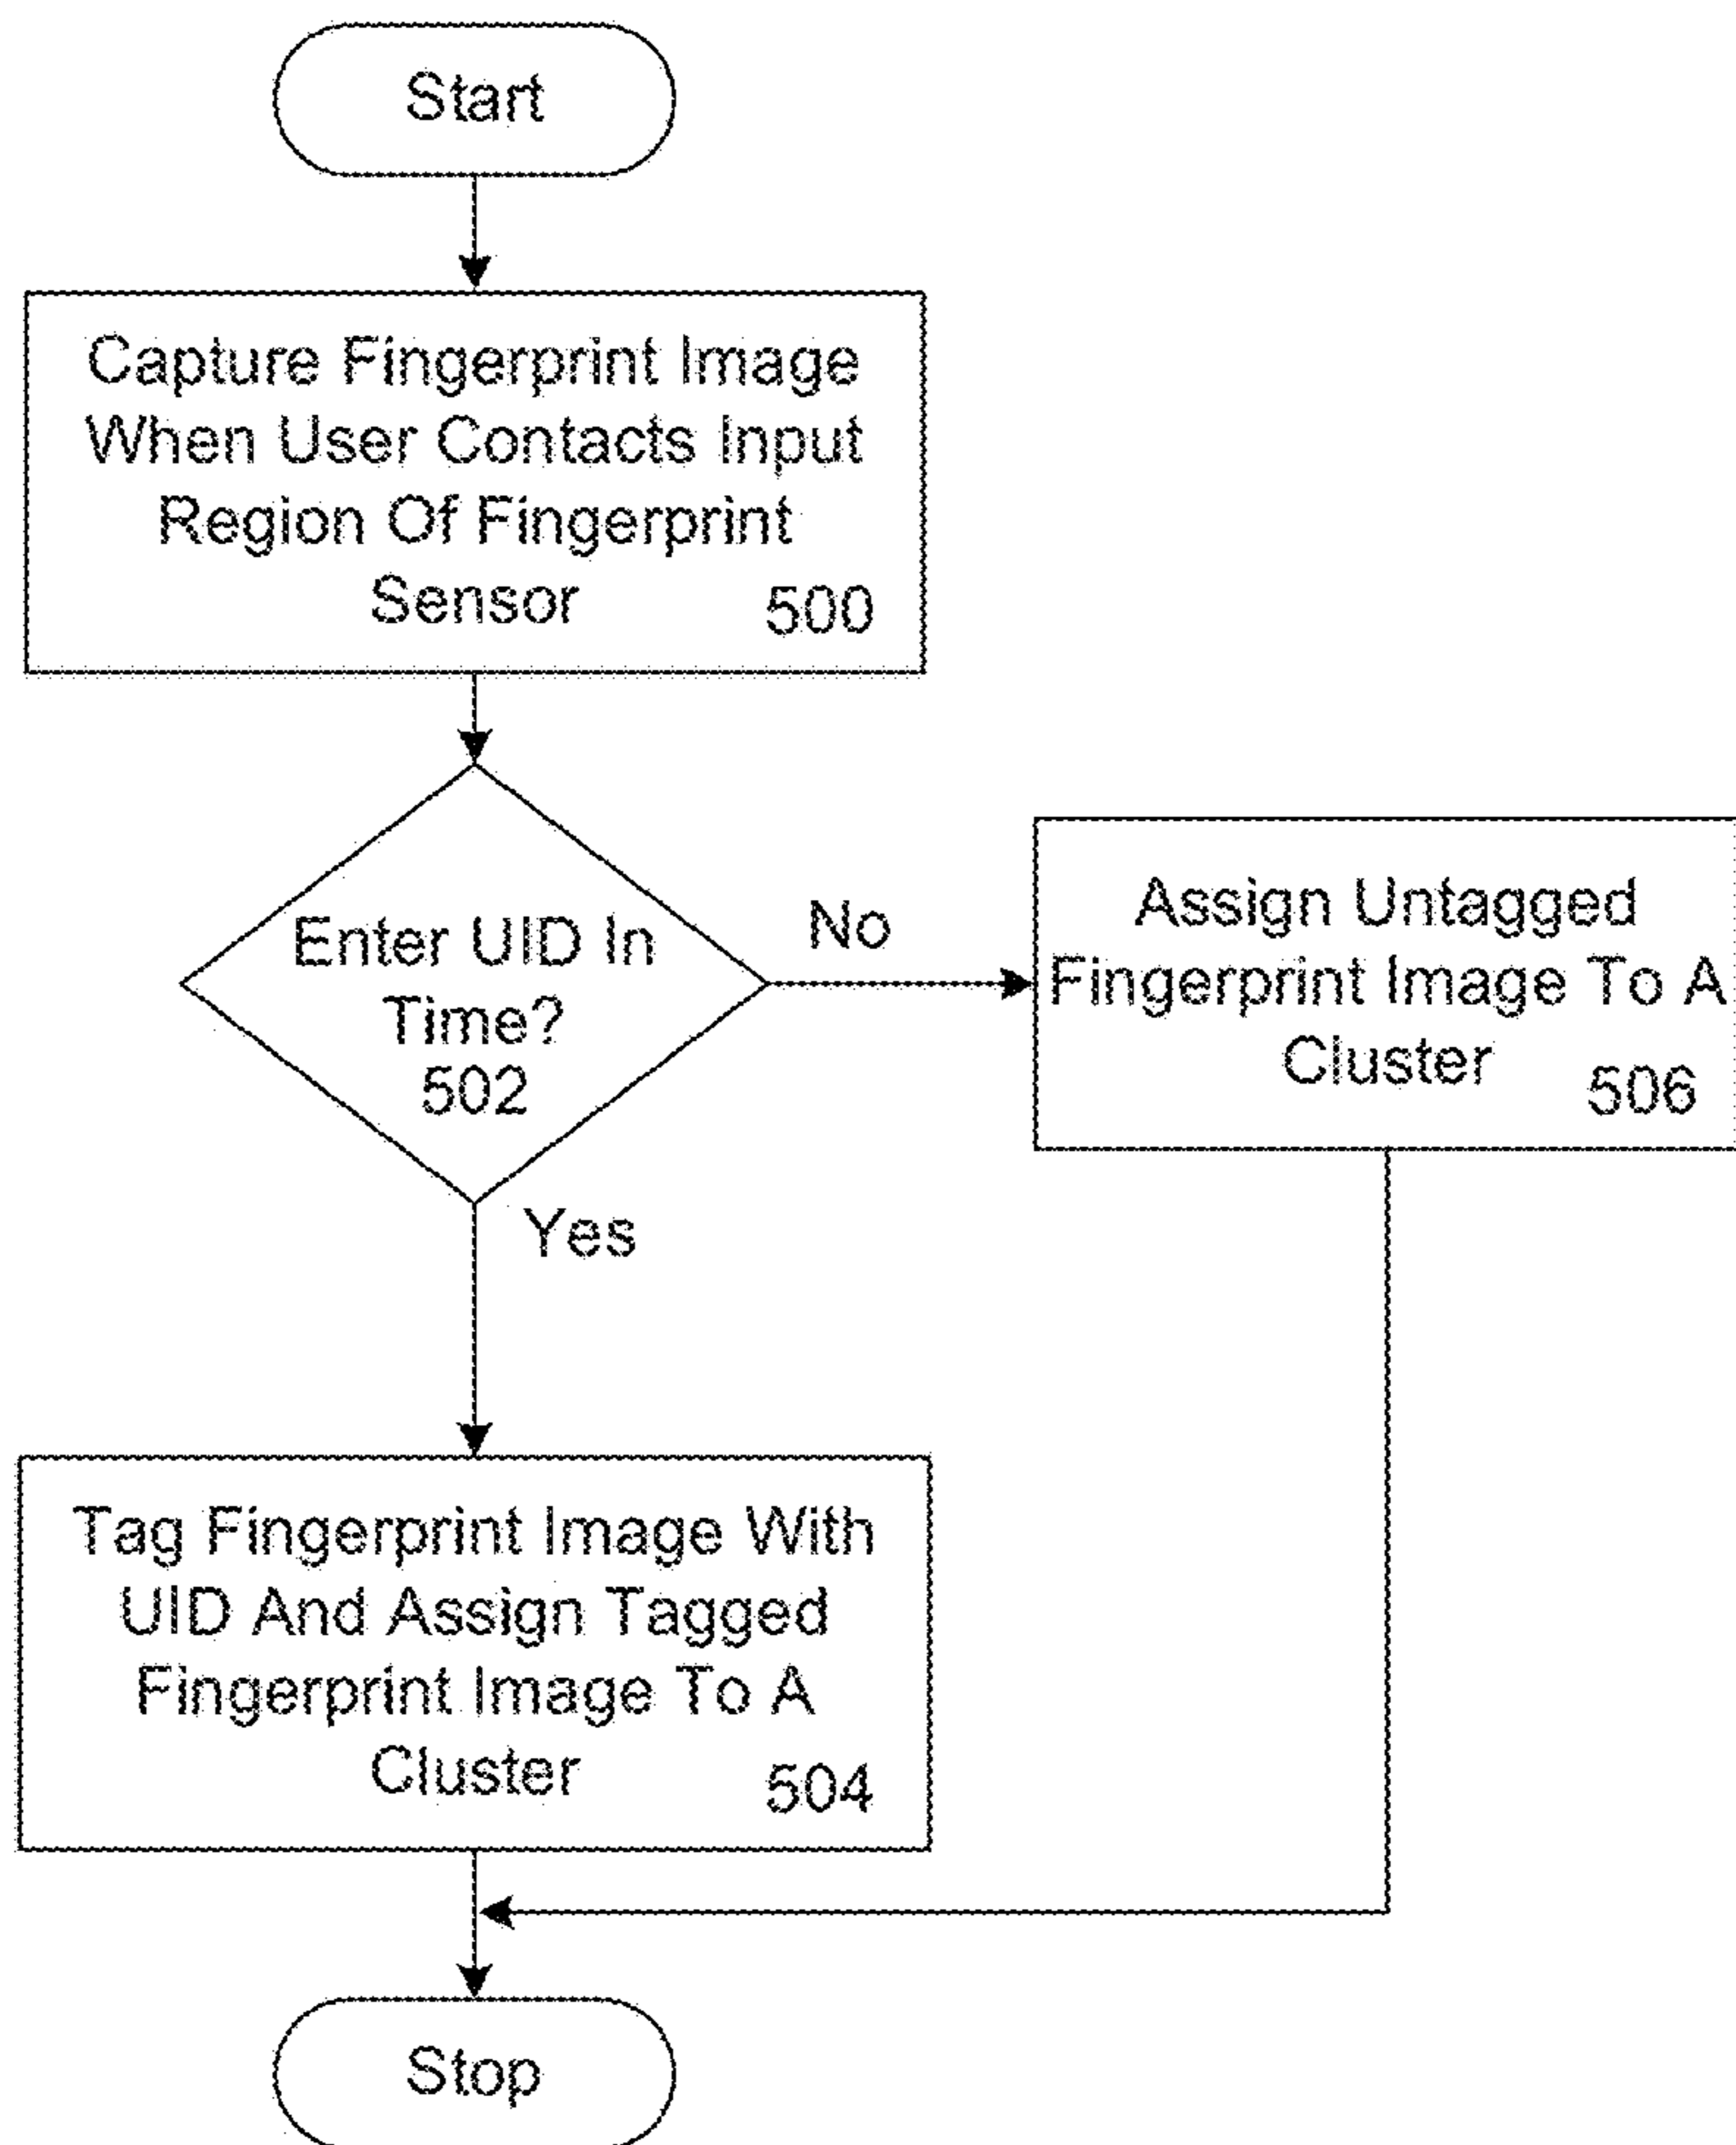 Start
Capture Fingerprint Image
When User Contacts Input
Region Of Fingerprint
Sensor 500
Enter UID In
Time?
502
No
Assign Untagged
Fingerprint Image To A
Cluster 506
Yes
Tag Fingerprint Image With
UID And Assign Tagged
Fingerprint Image To A
Cluster 504
Stop